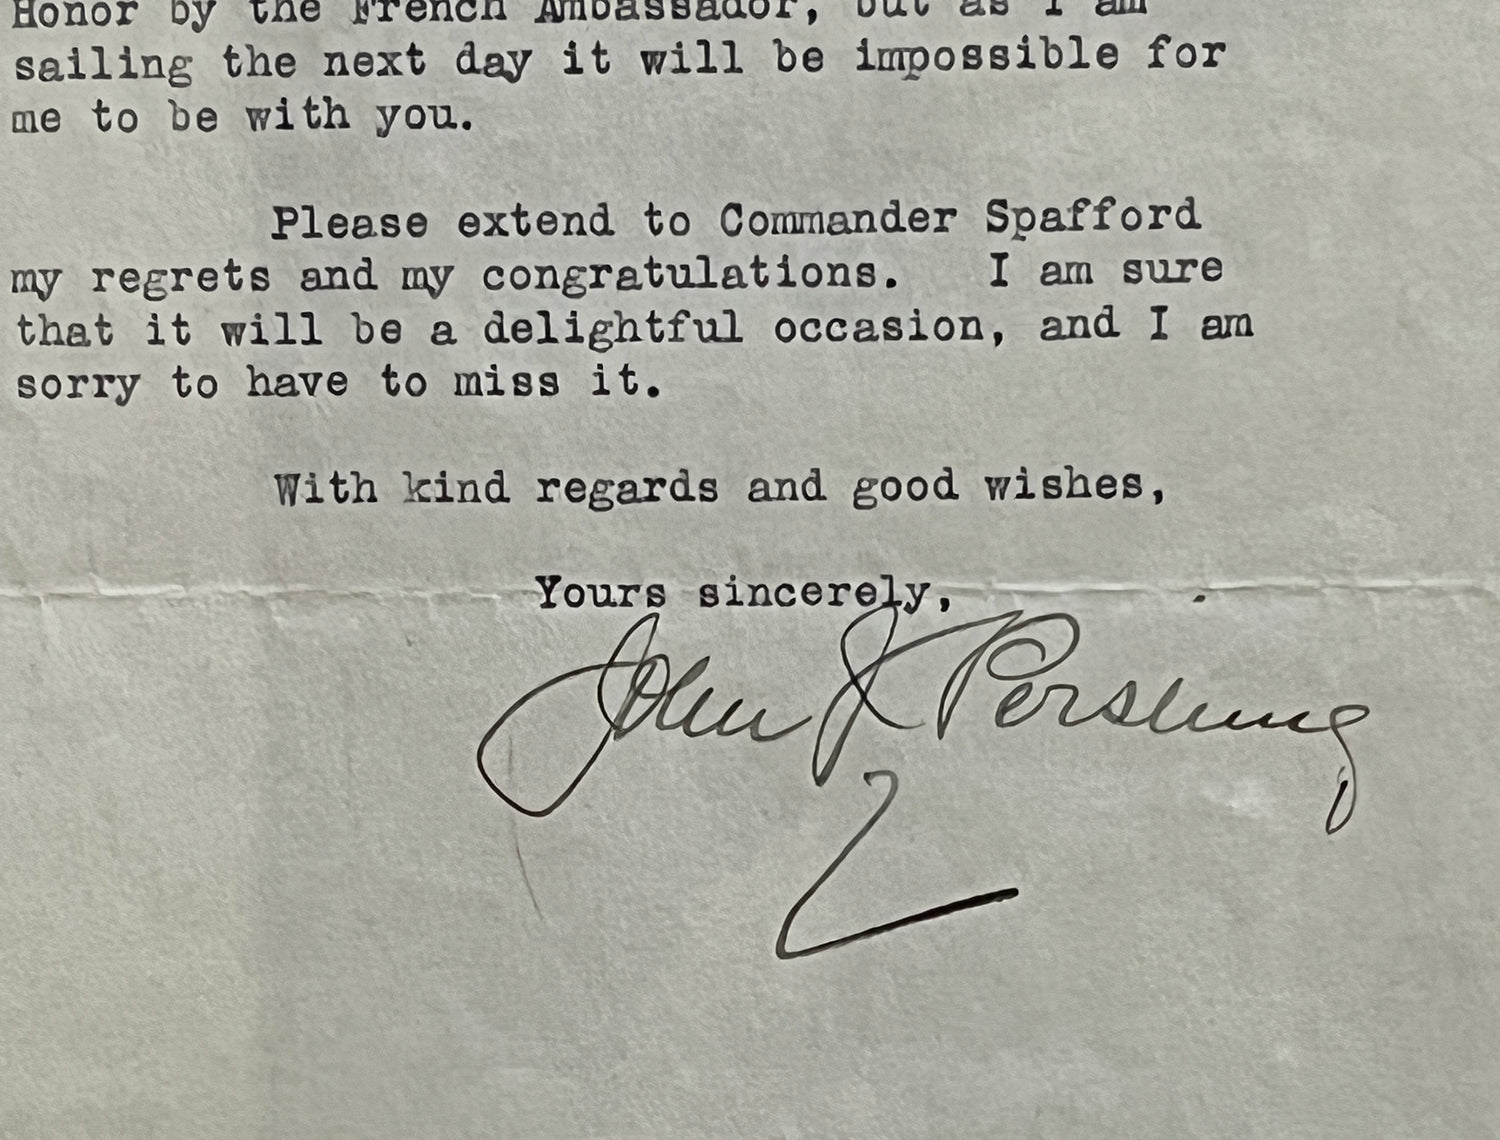 Honor by the French Ambassador, but as I am
sailing the next day it will be impossible for
me to be with you.
Please extend to Commander Spafford
my regrets and my congratulations. I am sure
that it will be a delightful occasion, and I am
sorry to have to miss it.
With kind regards and good wishes,
Yours sincerely,
John J Pershing